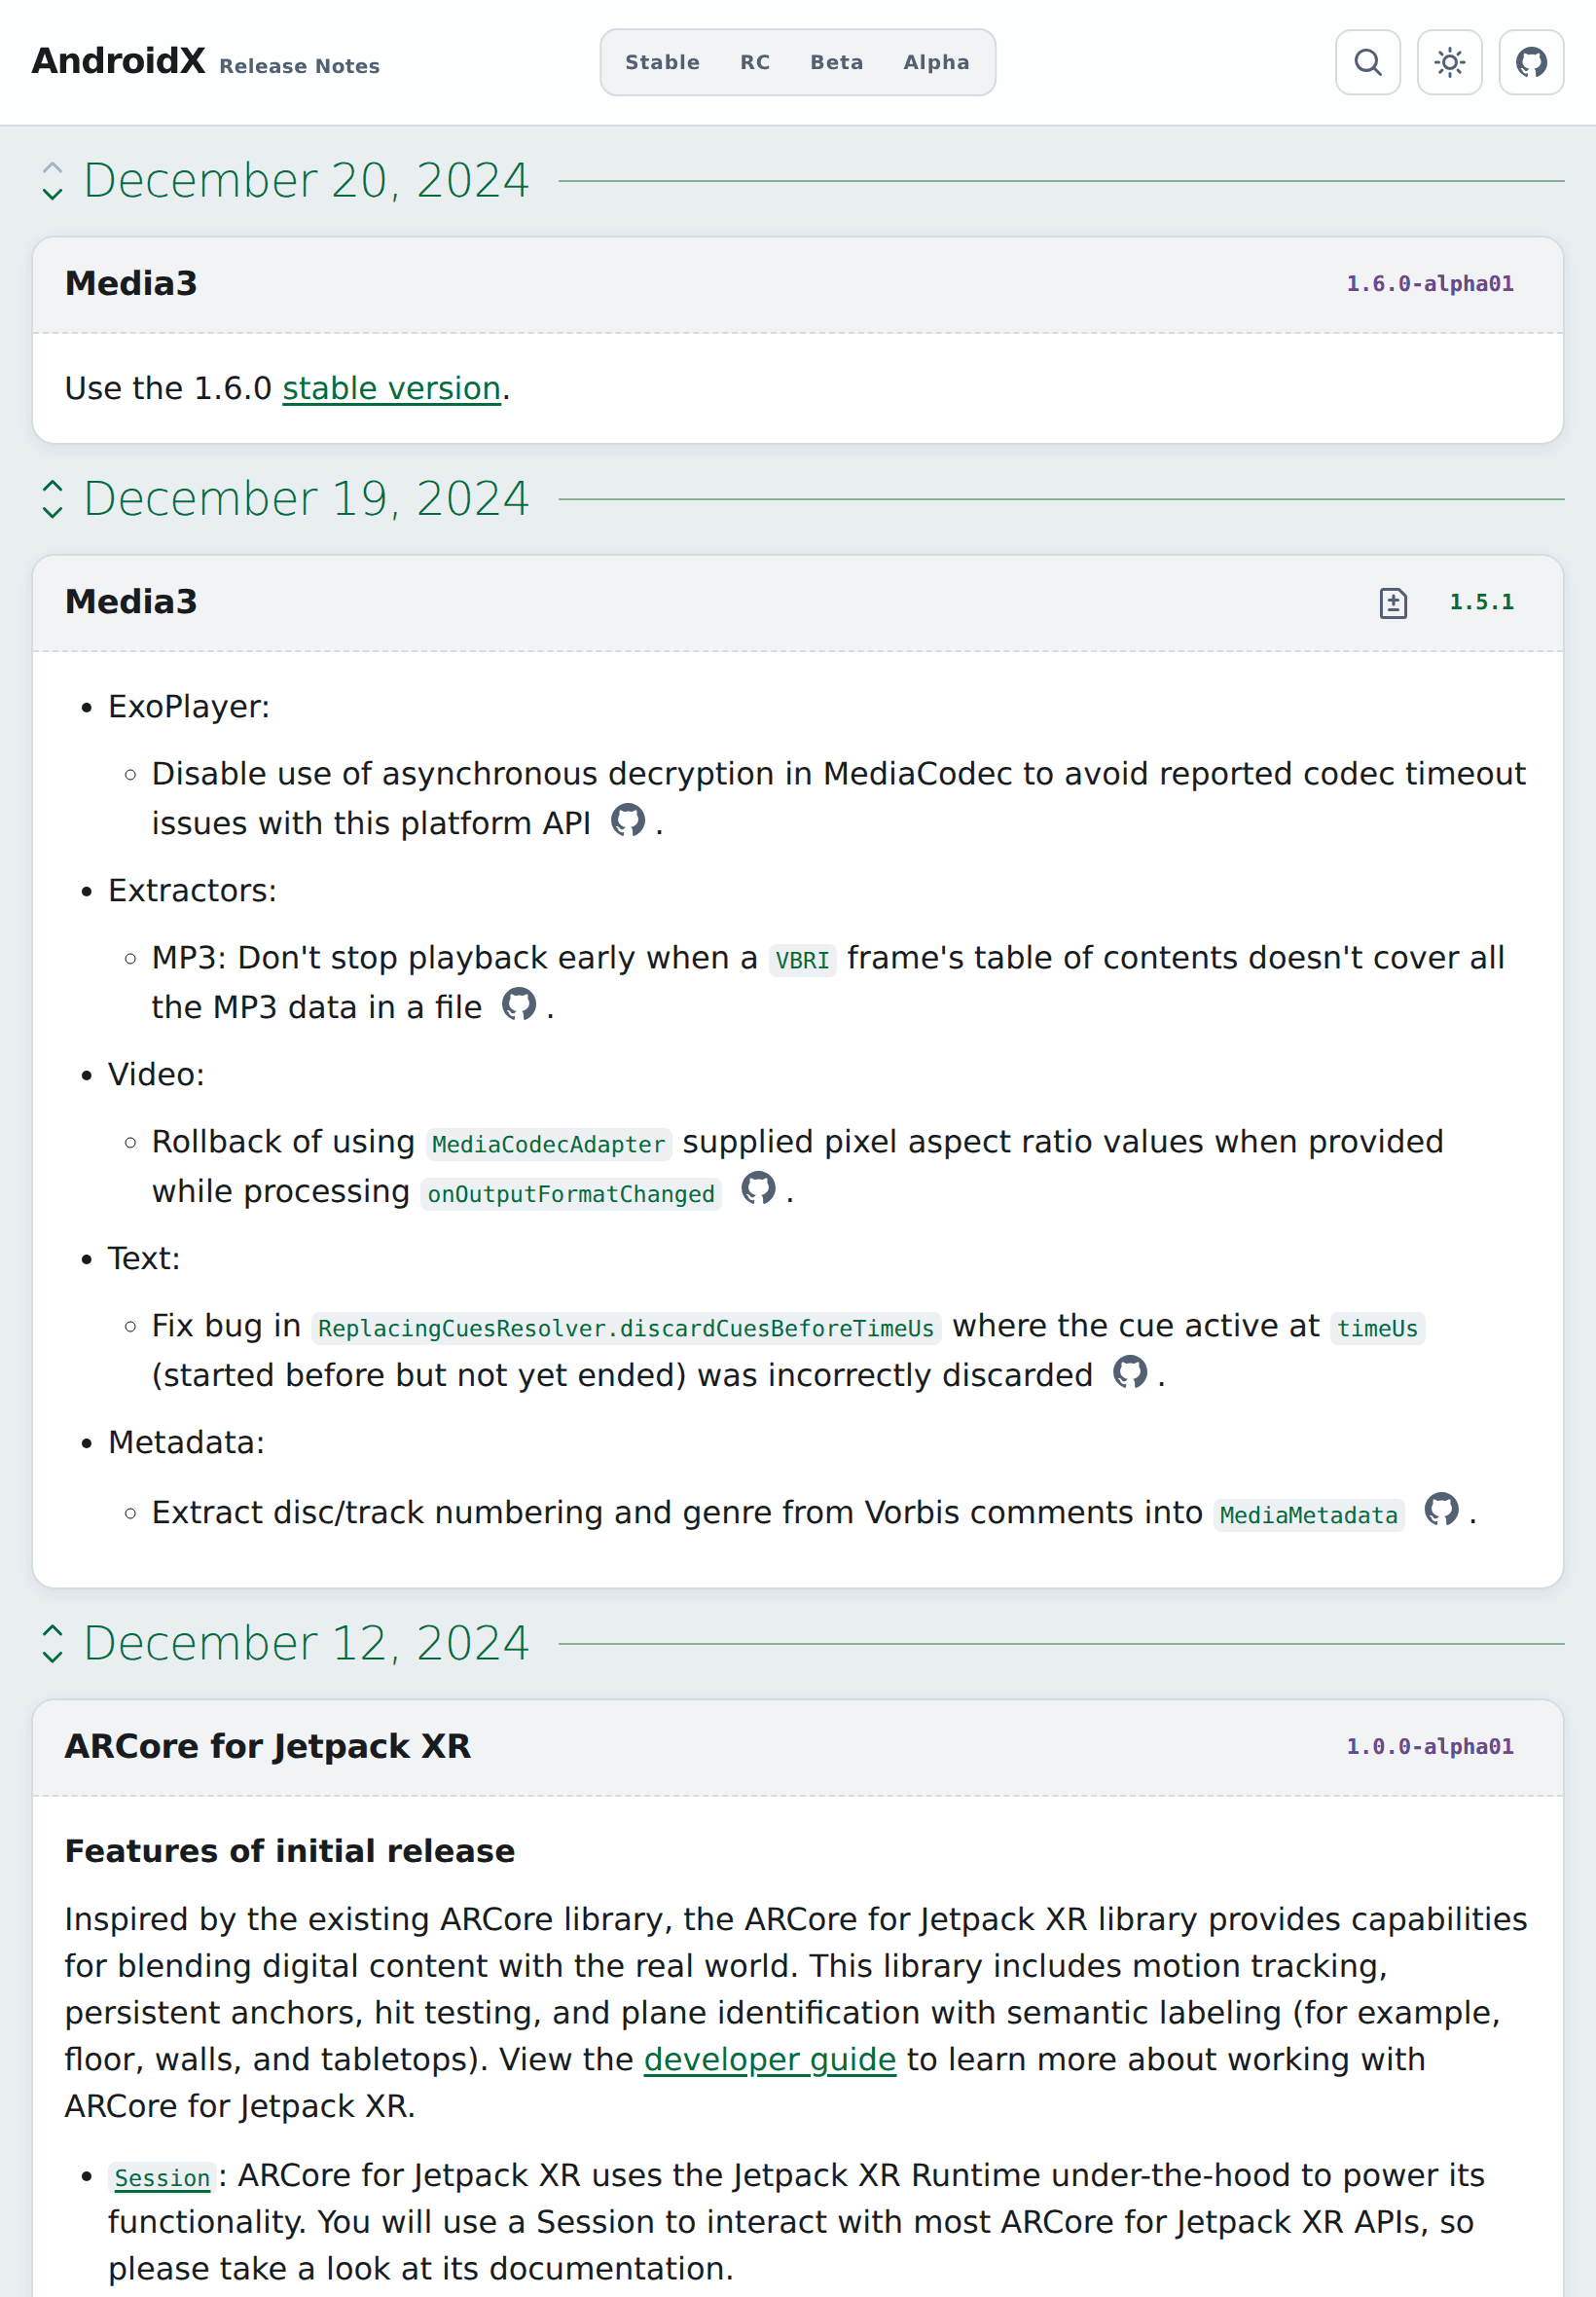 AndroidX Release Notes
Stable RC Beta Alpha
December 20, 2024
Media3
1.6.0-alpha01
Use the 1.6.0 stable version.
December 19, 2024
Media3
1.5.1
ExoPlayer:
Disable use of asynchronous decryption in MediaCodec to avoid reported codec timeout
issues with this platform API .
Extractors:
MP3: Don't stop playback early when a VBRI frame's table of contents doesn't cover all
the MP3 data in a file .
Video:
Rollback of using MediaCodecAdapter supplied pixel aspect ratio values when provided
while processing onOutputFormatChanged .
Text:
Fix bug in ReplacingCuesResolver.discardCuesBeforeTimeUs where the cue active at timeUs
(started before but not yet ended) was incorrectly discarded .
Metadata:
Extract disc/track numbering and genre from Vorbis comments into MediaMetadata .
December 12, 2024
ARCore for Jetpack XR
1.0.0-alpha01
Features of initial release
Inspired by the existing ARCore library, the ARCore for Jetpack XR library provides capabilities
for blending digital content with the real world. This library includes motion tracking,
persistent anchors, hit testing, and plane identification with semantic labeling (for example,
floor, walls, and tabletops). View the developer guide to learn more about working with
ARCore for Jetpack XR.
Session: ARCore for Jetpack XR uses the Jetpack XR Runtime under-the-hood to power its
functionality. You will use a Session to interact with most ARCore for Jetpack XR APIs, so
please take a look at its documentation.